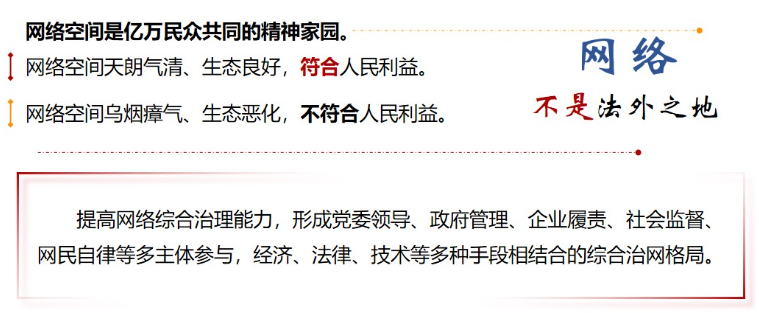 网络空间是亿万民众共同的精神家园。
网络空间天朗气清、生态良好，符合人民利益。
网络空间乌烟瘴气、生态恶化，不符合人民利益。
网络
不是法外之地
提高网络综合治理能力，形成党委领导、政府管理、企业履责、社会监督、
网民自律等多主体参与，经济、法律、技术等多种手段相结合的综合治网格局。